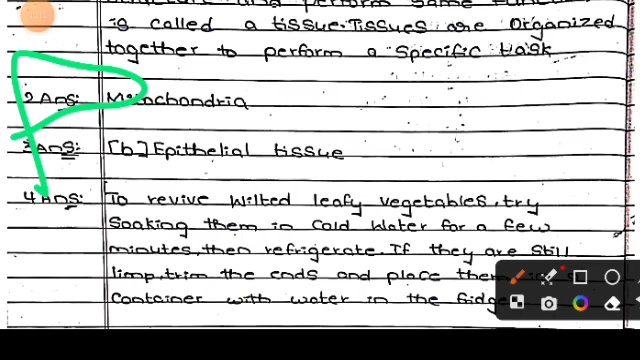 is called a tissue.Tissues are organized
together to perform a specific task
2 Ans: Mitochondria
3 Ans: [b] Epithelial tissue
4 Ans: To revive wilted leafy vegetables, try
soaking them in cold water for a few
minutes, then refrigerate. If they are still
limp, trim the ends and place them
container with water in the fridge